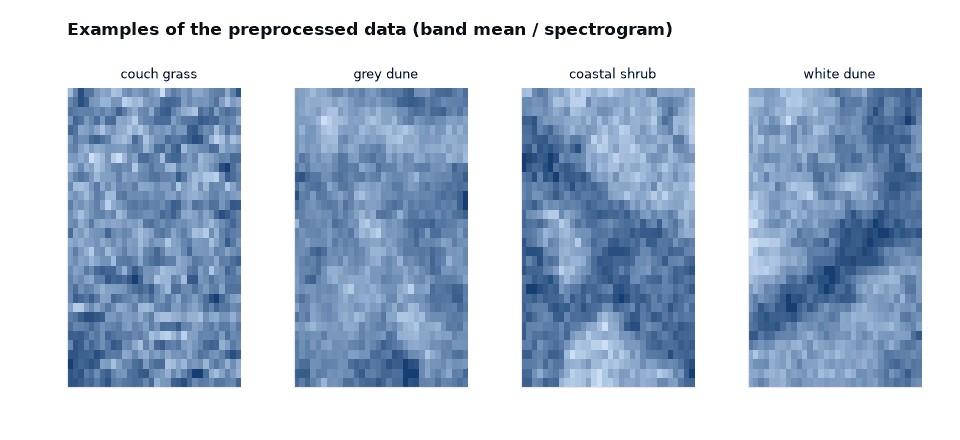 Examples of the preprocessed data (band mean / spectrogram)
couch grass
grey dune
coastal shrub
white dune